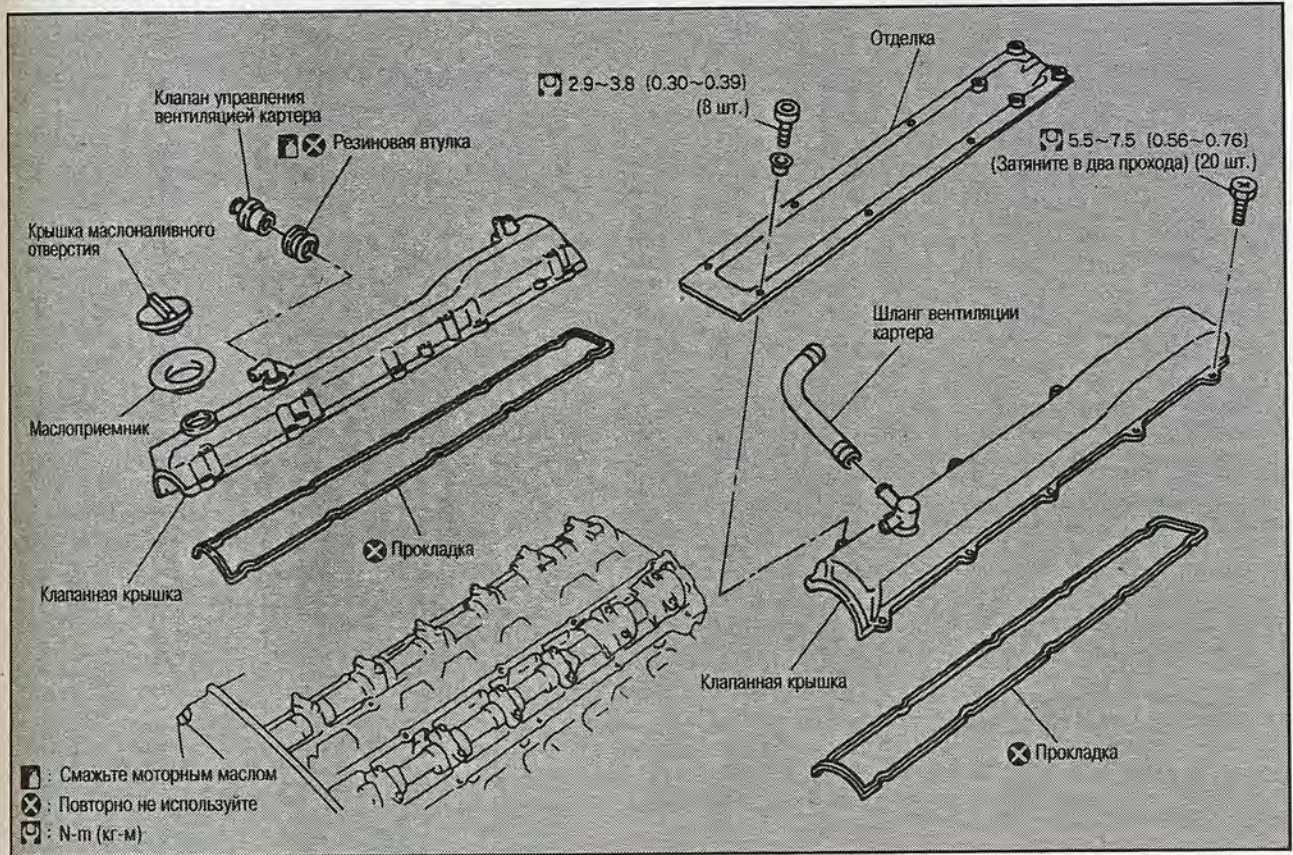 Отделка
2.9~3.8 (0.30~0.39)
(8 шт.)
Клапан управления
вентиляцией картера
Резиновая втулка
5.5~7.5 (0.56~0.76)
(Затяните в два прохода) (20 шт.)
Крышка маслоналивного
отверстия
Шланг вентиляции
картера
Маслоприемник
Прокладка
Клапанная крышка
Клапанная крышка
Прокладка
: Смажьте моторным маслом
: Повторно не используйте
: N-m (кг-м)